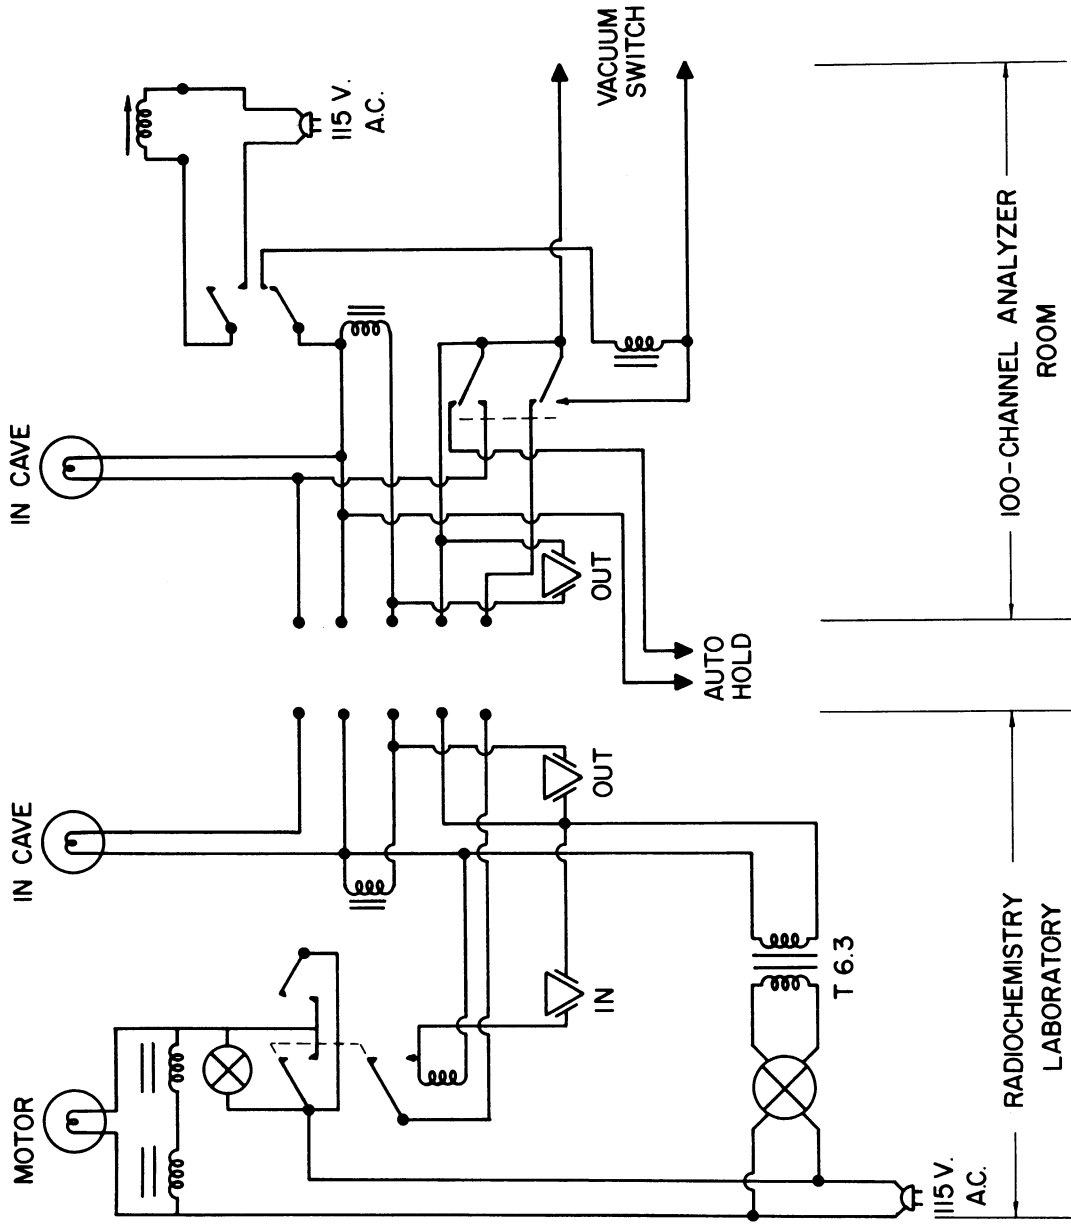 MOTOR
IN CAVE
IN CAVE
115 V.
A.C.
IN
OUT
OUT
VACUUM
SWITCH
AUTO
HOLD
T 6.3
115 V.
A.C.
RADIOCHEMISTRY
LABORATORY
100-CHANNEL ANALYZER
ROOM